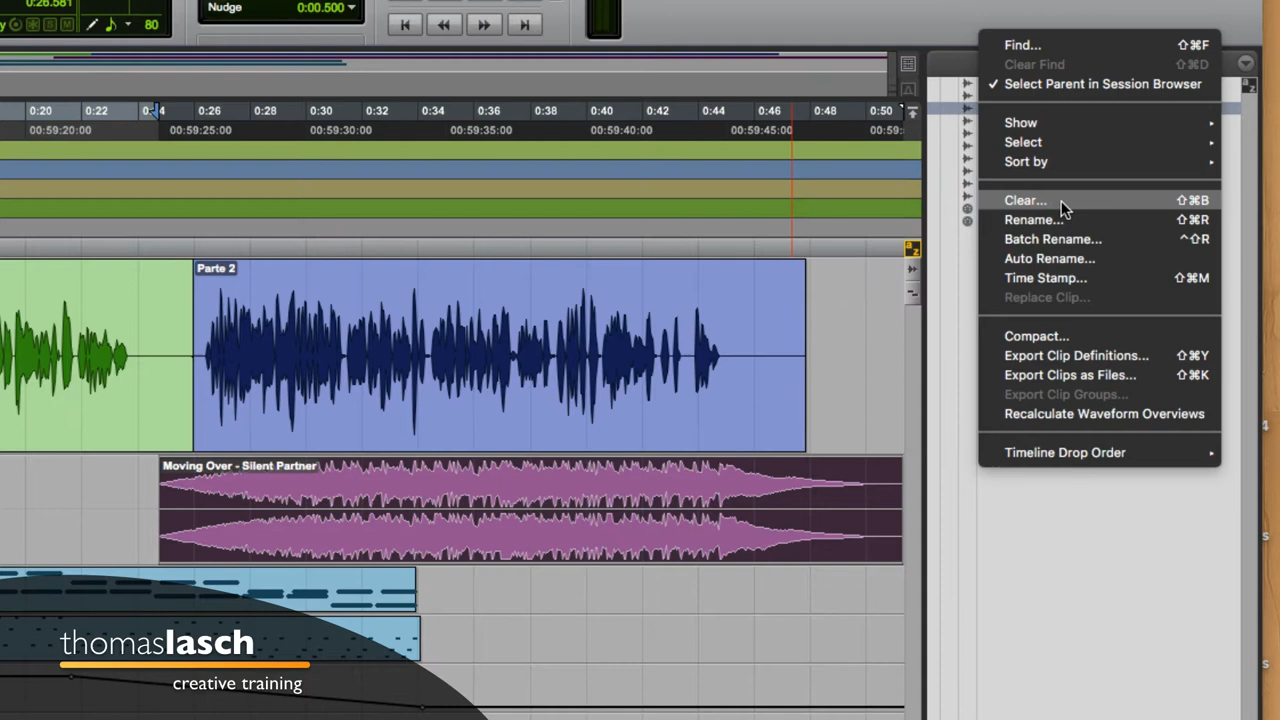 26.581
Nudge 0:00.500
80
Find... ⇧⌘F
Clear Find ⇧⌘D
✓ Select Parent in Session Browser
Show
Select
Sort by
Clear... ⇧⌘B
Rename... ⇧⌘R
Batch Rename... ^⇧R
Auto Rename...
Time Stamp... ⇧⌘M
Replace Clip...
Compact...
Export Clip Definitions... ⇧⌘Y
Export Clips as Files... ⇧⌘K
Export Clip Groups...
Recalculate Waveform Overviews
Timeline Drop Order
0:20 0:22 0:26 0:28 0:30 0:32 0:34 0:36 0:38 0:40 0:42 0:44 0:46 0:48 0:50
00:59:20:00 00:59:25:00 00:59:30:00 00:59:35:00 00:59:40:00 00:59:45:00 00:59:
a z
Parte 2
Moving Over - Silent Partner
thomaslasch
creative training